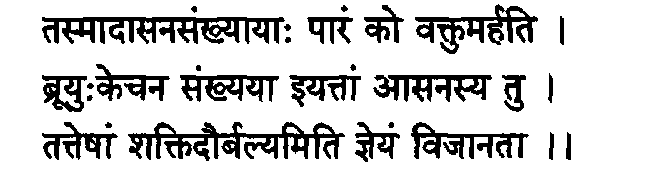 तस्मादासनसंख्यायाः पारं को वक्तुमर्हति ।
ब्रूयुःकेचन संख्यया इयत्तां आसनस्य तु ।
तत्तेषां शक्तिदौर्बल्यमिति ज्ञेयं विजानता ।।